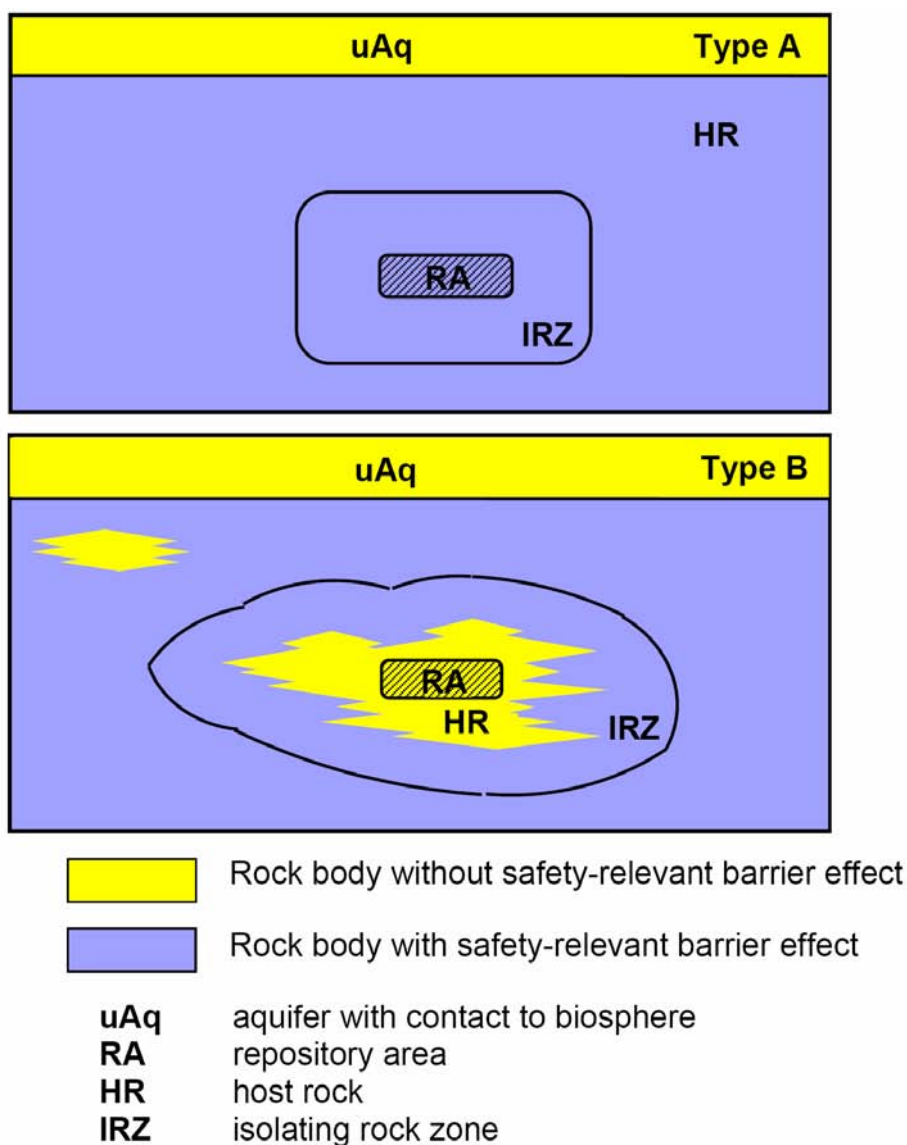 uAq Type A
HR
RA
IRZ
uAq Type B
RA
HR
IRZ
Rock body without safety-relevant barrier effect
Rock body with safety-relevant barrier effect
uAq aquifer with contact to biosphere
RA repository area
HR host rock
IRZ isolating rock zone